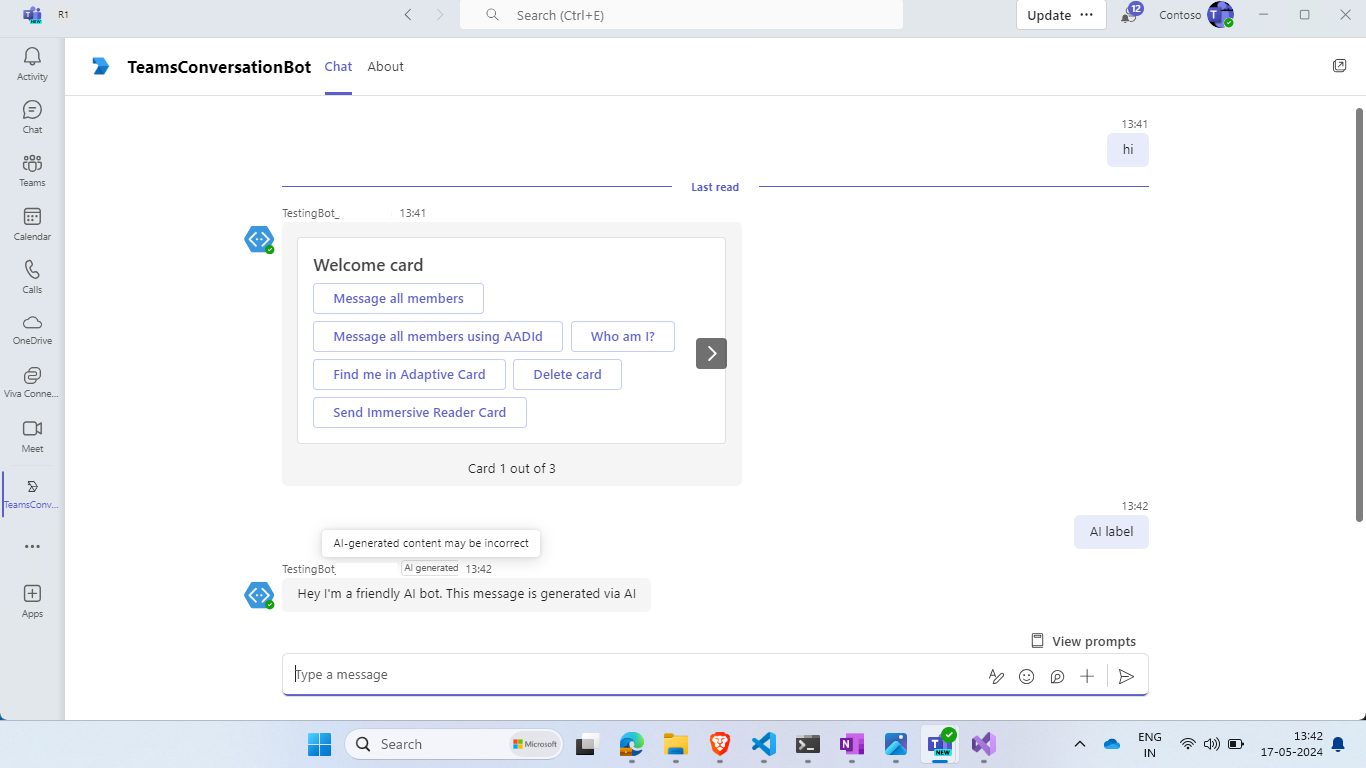 R1
Search (Ctrl+E)
Update
12
Contoso
Activity
Chat
Teams
Calendar
Calls
OneDrive
Viva Conne...
Meet
TeamsConv...
Apps
TeamsConversationBot
Chat
About
13:41
hi
Last read
TestingBot_ 13:41
Welcome card
Message all members
Message all members using AADId
Who am I?
Find me in Adaptive Card
Delete card
Send Immersive Reader Card
Card 1 out of 3
13:42
AI label
AI-generated content may be incorrect
TestingBot AI generated 13:42
Hey I'm a friendly AI bot. This message is generated via AI
View prompts
Type a message
Search
Microsoft
NEW
ENG
IN
13:42
17-05-2024